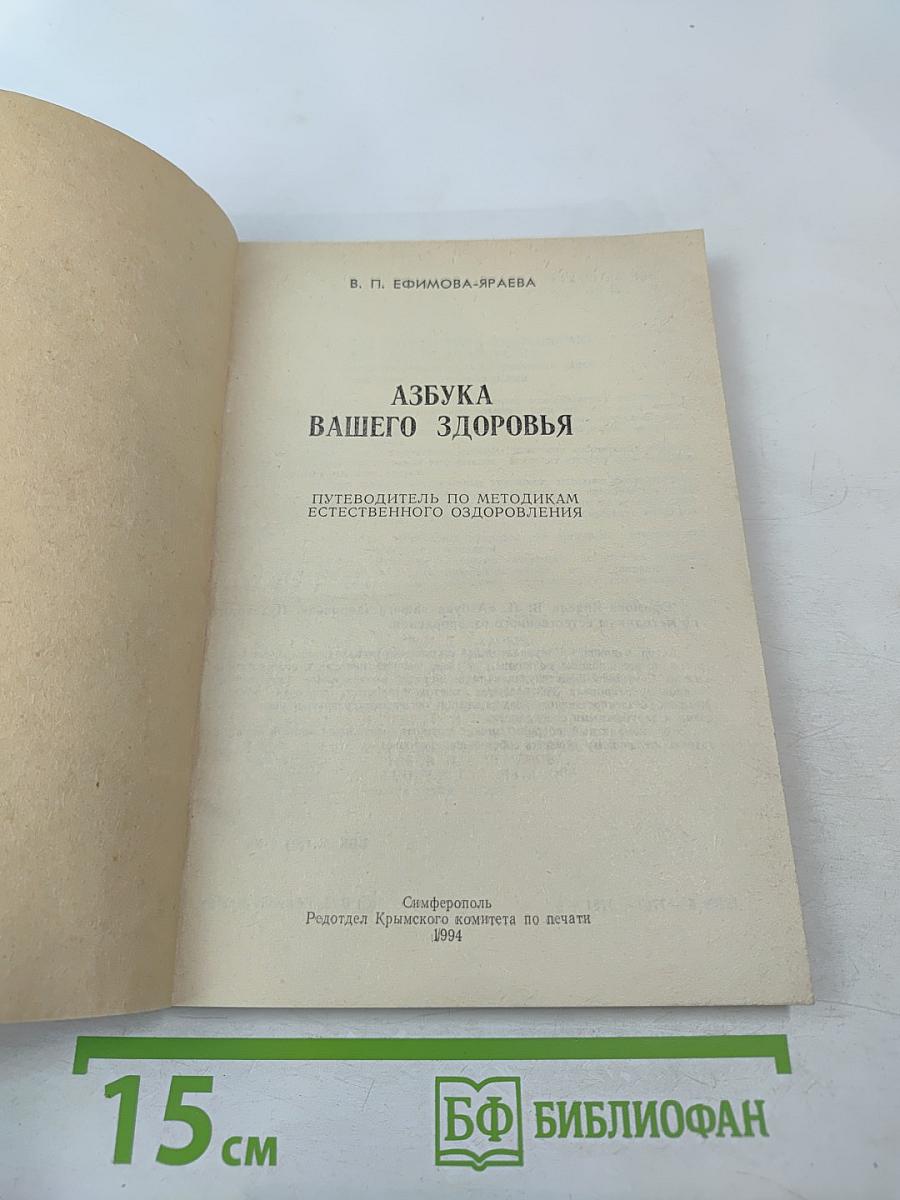 В. П. ЕФИМОВА-ЯРАЕВА
АЗБУКА
ВАШЕГО ЗДОРОВЬЯ
ПУТЕВОДИТЕЛЬ ПО МЕТОДИКАМ
ЕСТЕСТВЕННОГО ОЗДОРОВЛЕНИЯ
Симферополь
Редотдел Крымского комитета по печати
1994
15 см
БФ БИБЛИОФАН